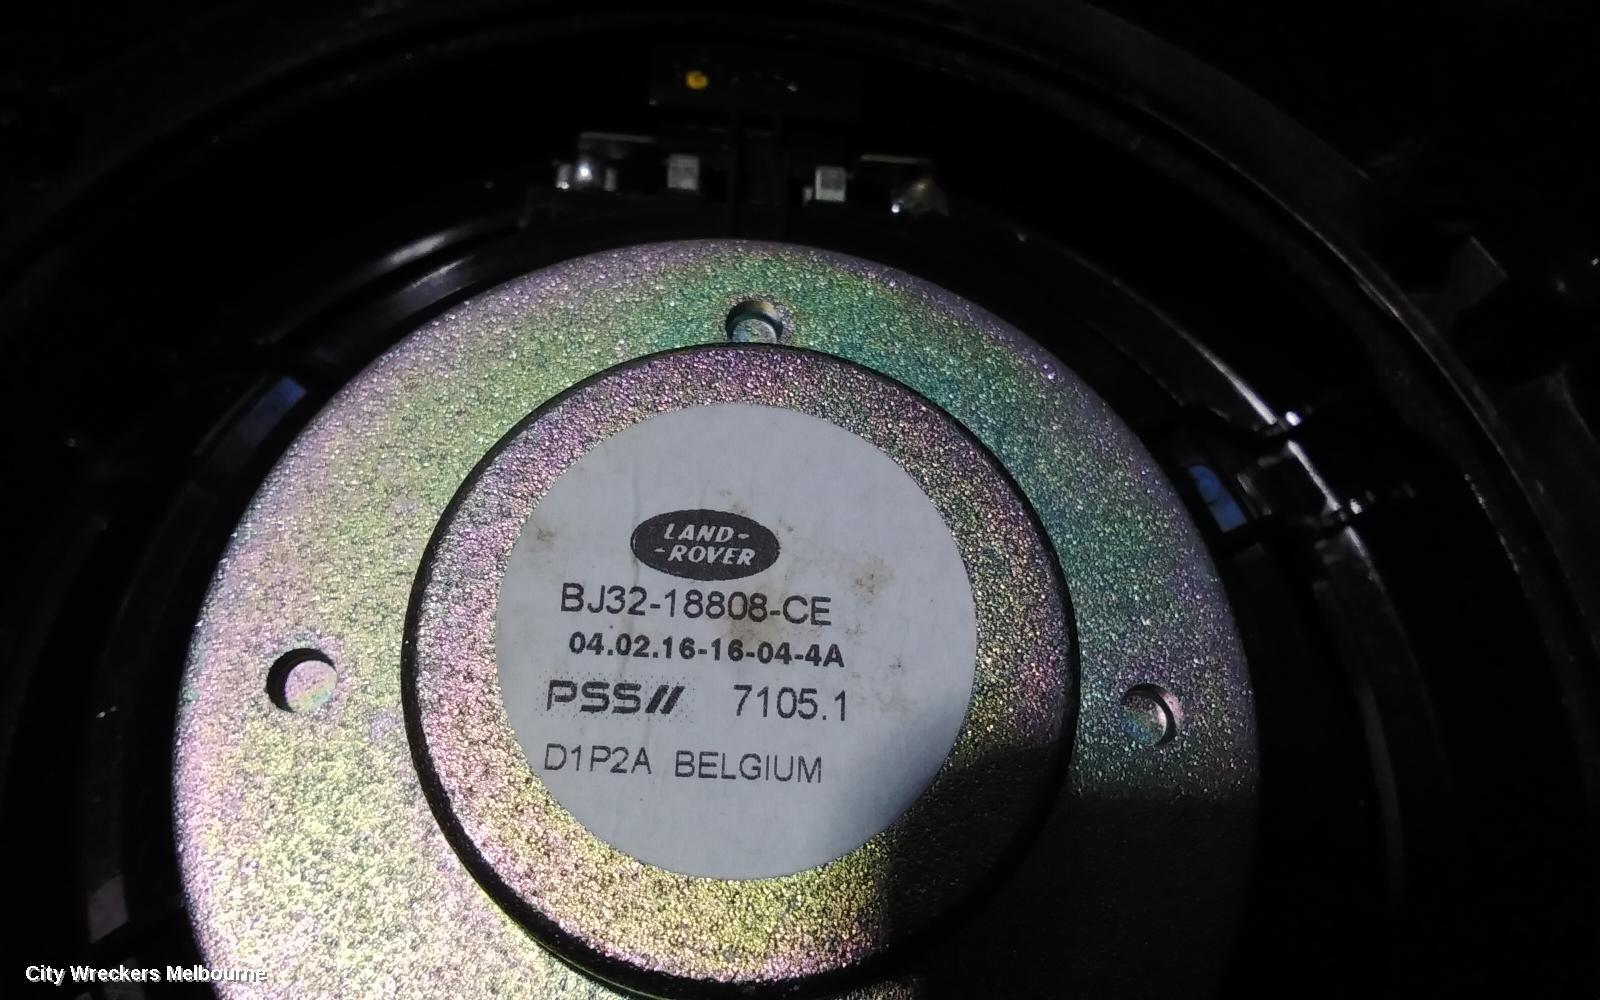 LAND-
-ROVER
BJ32-18808-CE
04.02.16-16-04-4A
PSS// 7105.1
D1P2A BELGIUM
City Wreckers Melbourne